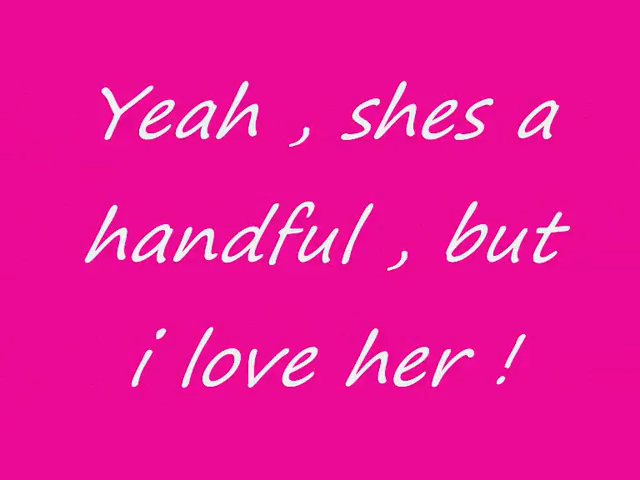 Yeah , shes a
handful , but
i love her !